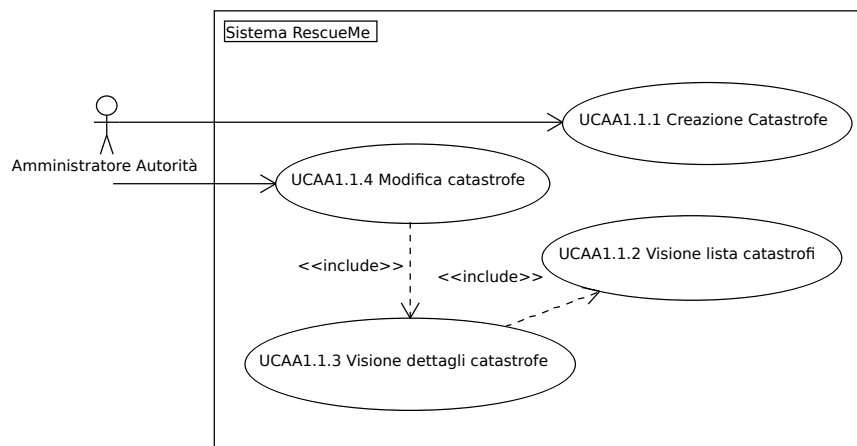 Sistema RescueMe
UCAA1.1.1 Creazione Catastrofe
Amministratore Autorità
UCAA1.1.4 Modifica catastrofe
UCAA1.1.2 Visione lista catastrofi
<<include>>
<<include>>
UCAA1.1.3 Visione dettagli catastrofe